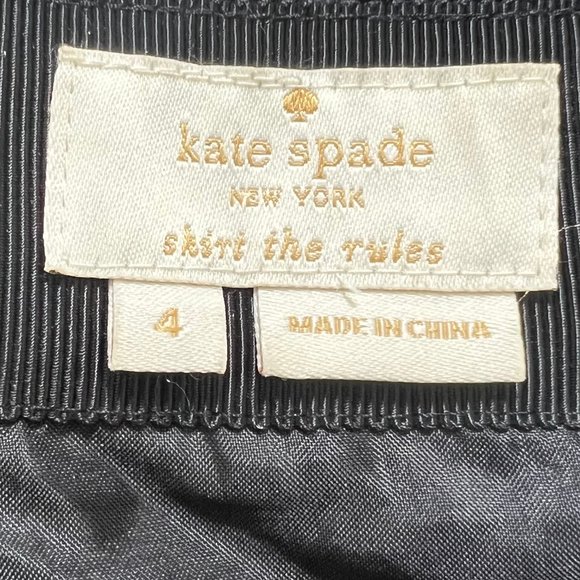 kate spade
NEW YORK
skirt the rules
4
MADE IN CHINA